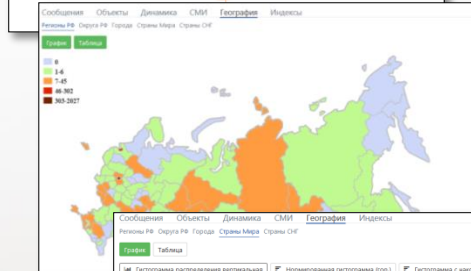 Сообщения Объекты Динамика СМИ География Индексы
Регионы РФ Округа РФ Города Страны Мира Страны СНГ
График Таблица
0
1-6
7-45
46-302
303-2027
Сообщения Объекты Динамика СМИ География Индексы
Регионы РФ Округа РФ Города Страны Мира Страны СНГ
График Таблица
Гистограмма распределения вертикальная Нормированная гистограмма (гор.) Гистограмма с